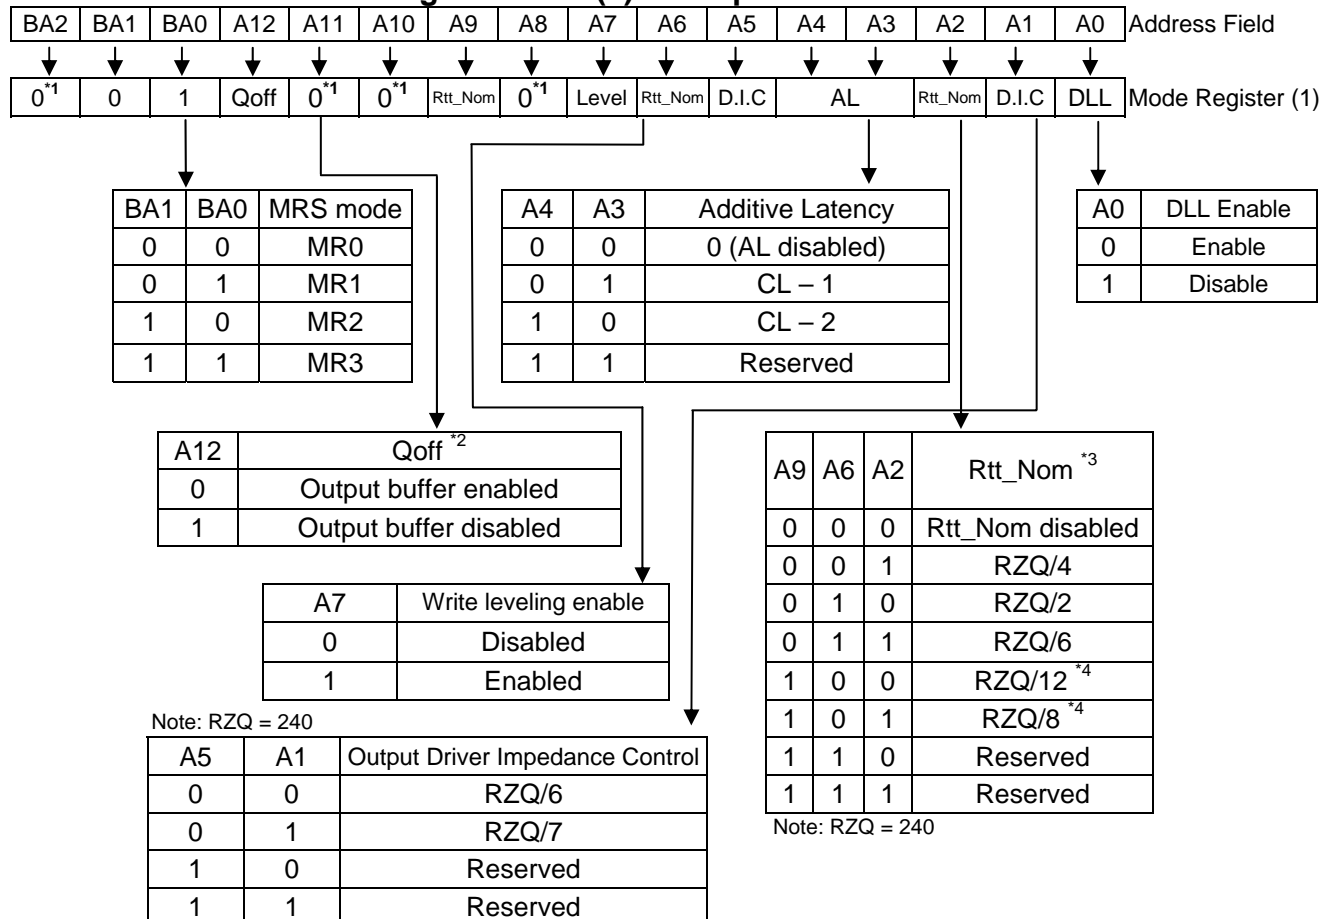 BA2 BA1 BA0 A12 A11 A10 A9 A8 A7 A6 A5 A4 A3 A2 A1 A0 Address Field
0*1 0 1 Qoff 0*1 0*1 Rtt_Nom 0*1 Level Rtt_Nom D.I.C AL Rtt_Nom D.I.C DLL Mode Register (1)
BA1 BA0 MRS mode
0 0 MR0
0 1 MR1
1 0 MR2
1 1 MR3
A4 A3 Additive Latency
0 0 0 (AL disabled)
0 1 CL – 1
1 0 CL – 2
1 1 Reserved
A0 DLL Enable
0 Enable
1 Disable
A12 Qoff *2
0 Output buffer enabled
1 Output buffer disabled
A7 Write leveling enable
0 Disabled
1 Enabled
Note: RZQ = 240
A5 A1 Output Driver Impedance Control
0 0 RZQ/6
0 1 RZQ/7
1 0 Reserved
1 1 Reserved
A9 A6 A2 Rtt_Nom *3
0 0 0 Rtt_Nom disabled
0 0 1 RZQ/4
0 1 0 RZQ/2
0 1 1 RZQ/6
1 0 0 RZQ/12 *4
1 0 1 RZQ/8 *4
1 1 0 Reserved
1 1 1 Reserved
Note: RZQ = 240